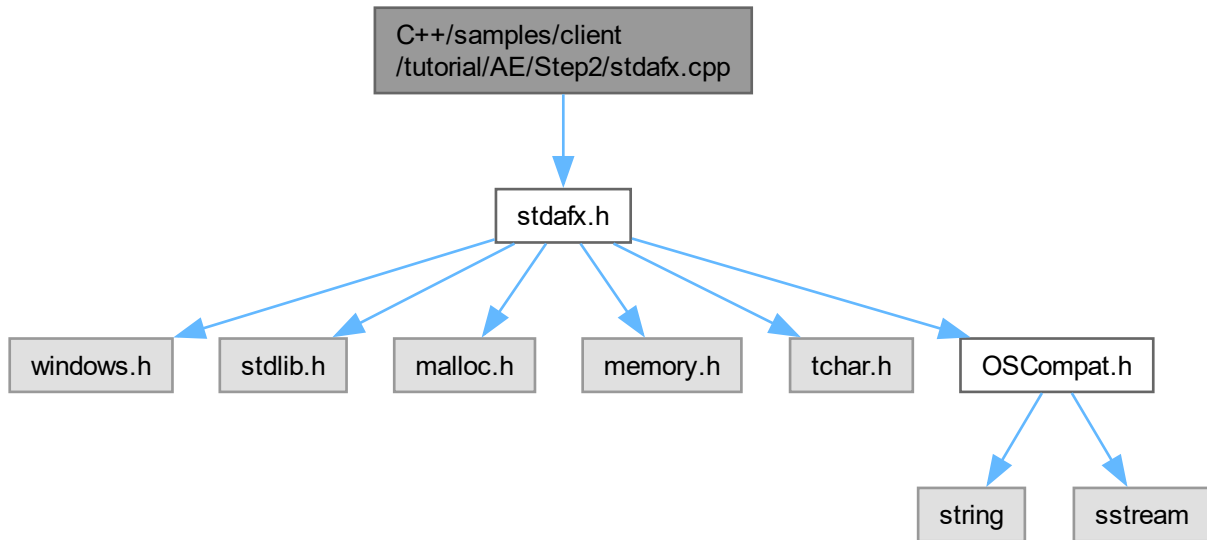 C++/samples/client
/tutorial/AE/Step2/stdafx.cpp
stdafx.h
windows.h
stdlib.h
malloc.h
memory.h
tchar.h
OSCompat.h
string
sstream